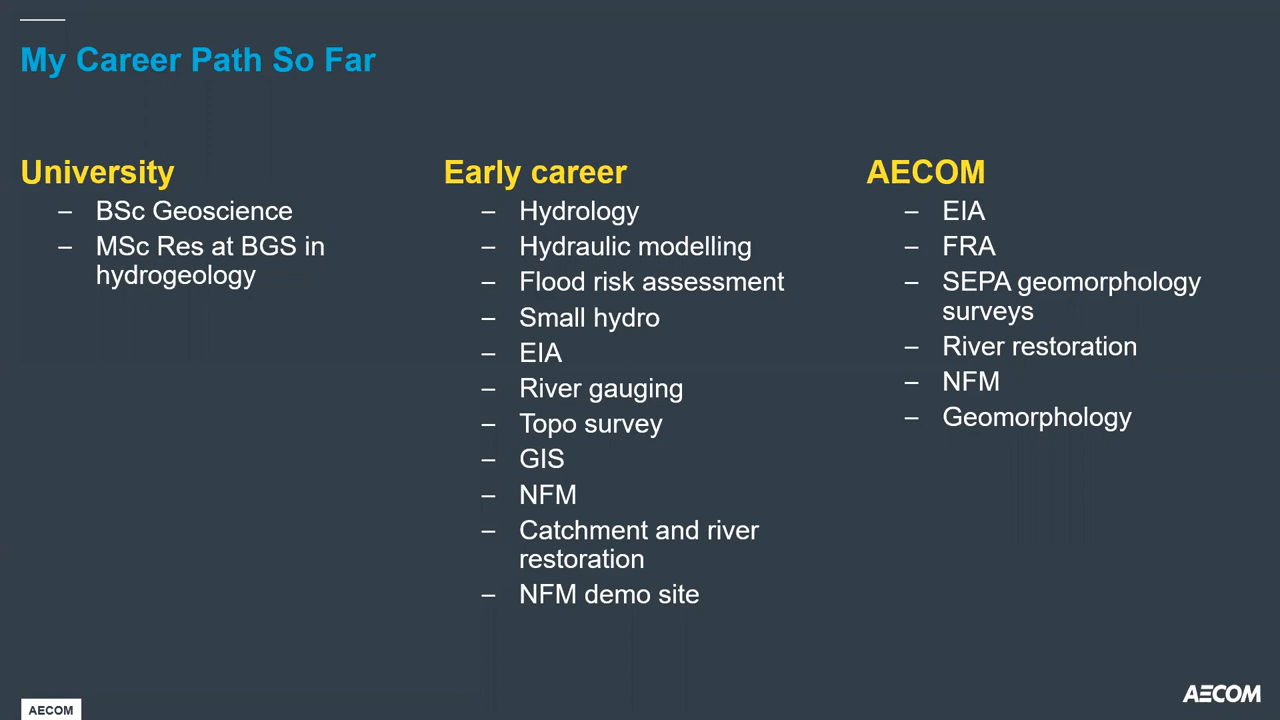 My Career Path So Far
University
– BSc Geoscience
– MSc Res at BGS in
hydrogeology
Early career
– Hydrology
– Hydraulic modelling
– Flood risk assessment
– Small hydro
– EIA
– River gauging
– Topo survey
– GIS
– NFM
– Catchment and river
restoration
– NFM demo site
AECOM
– EIA
– FRA
– SEPA geomorphology
surveys
– River restoration
– NFM
– Geomorphology
AECOM
AECOM